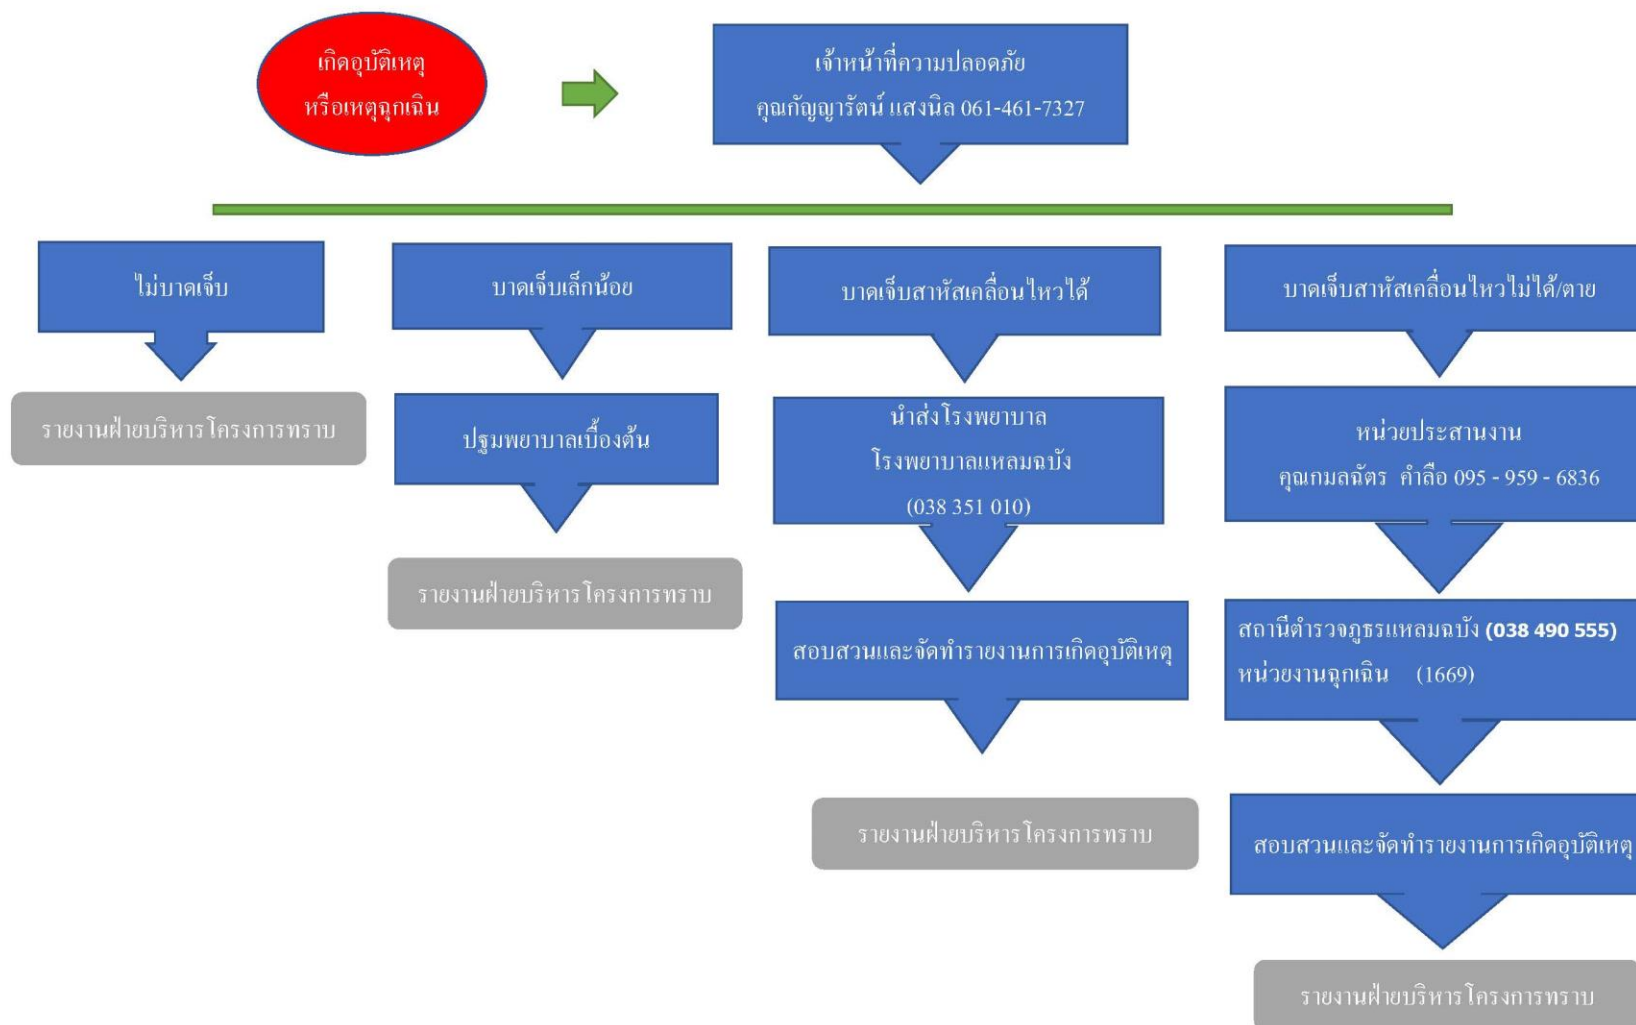 เกิดอุบัติเหตุ
หรือเหตุฉุกเฉิน
เจ้าหน้าที่ความปลอดภัย
คุณกัญญารัตน์ แสงนิล 061-461-7327
ไม่บาดเจ็บ
รายงานฝ่ายบริหารโครงการทราบ
บาดเจ็บเล็กน้อย
ปฐมพยาบาลเบื้องต้น
รายงานฝ่ายบริหารโครงการทราบ
บาดเจ็บสาหัสเคลื่อนไหวได้
นำส่งโรงพยาบาล
โรงพยาบาลแหลมฉบัง
(038 351 010)
สอบสวนและจัดทำรายงานการเกิดอุบัติเหตุ
รายงานฝ่ายบริหารโครงการทราบ
บาดเจ็บสาหัสเคลื่อนไหวไม่ได้/ตาย
หน่วยประสานงาน
คุณกมลฉัตร คำลือ 095 - 959 - 6836
สถานีตำรวจภูธรแหลมฉบัง (038 490 555)
หน่วยงานฉุกเฉิน (1669)
สอบสวนและจัดทำรายงานการเกิดอุบัติเหตุ
รายงานฝ่ายบริหารโครงการทราบ